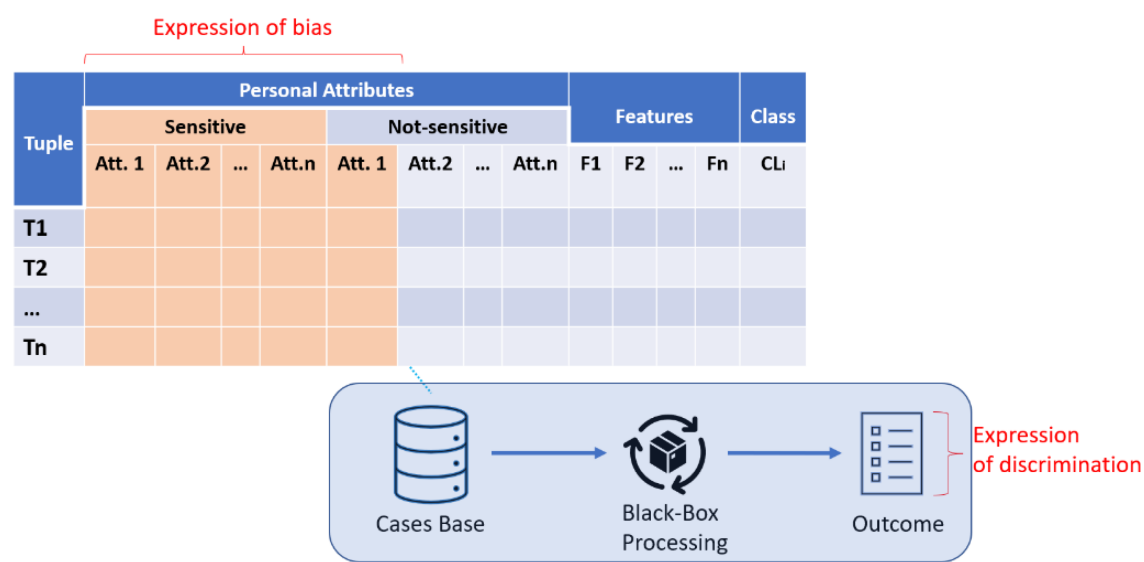 Expression of bias
Tuple
Personal Attributes
Features
Class
Sensitive
Not-sensitive
Att. 1 Att.2 ... Att.n Att. 1 Att.2 ... Att.n F1 F2 ... Fn CLi
T1
T2
...
Tn
Cases Base
Black-Box
Processing
Outcome
Expression
of discrimination